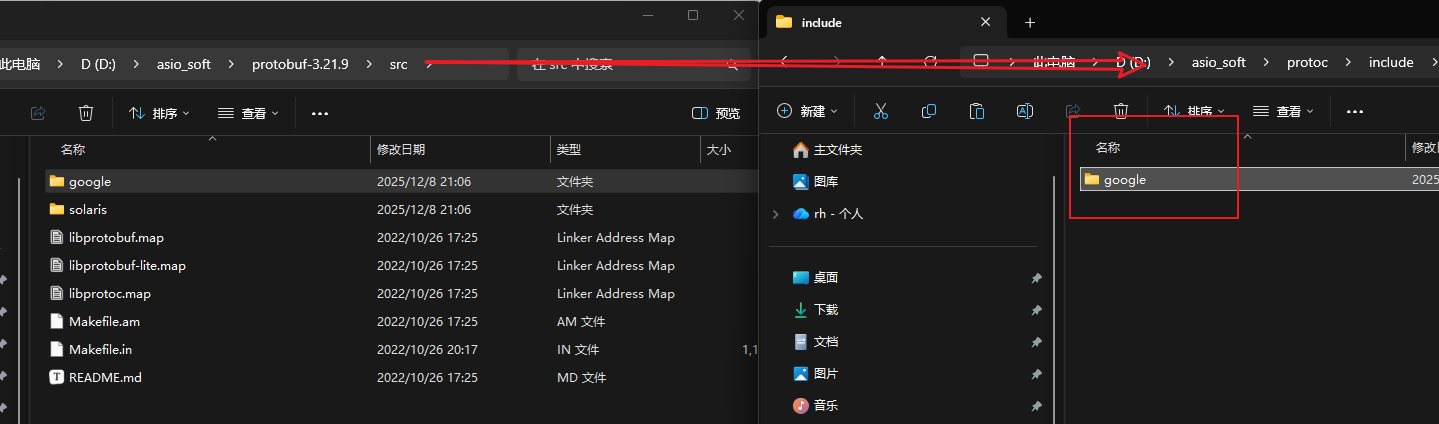 此电脑 > D (D:) > asio_soft > protobuf-3.21.9 > src >
在 src 中搜索
排序
查看
预览
名称
修改日期
类型
大小
google 2025/12/8 21:06 文件夹
solaris 2025/12/8 21:06 文件夹
libprotobuf.map 2022/10/26 17:25 Linker Address Map
libprotobuf-lite.map 2022/10/26 17:25 Linker Address Map
libprotoc.map 2022/10/26 17:25 Linker Address Map
Makefile.am 2022/10/26 17:25 AM 文件
Makefile.in 2022/10/26 20:17 IN 文件 1,1
README.md 2022/10/26 17:25 MD 文件
include
此电脑 > D (D:) > asio_soft > protoc > include >
新建
排序
查看
主文件夹
图库
rh - 个人
桌面
下载
文档
图片
音乐
名称
修改日
google 2025